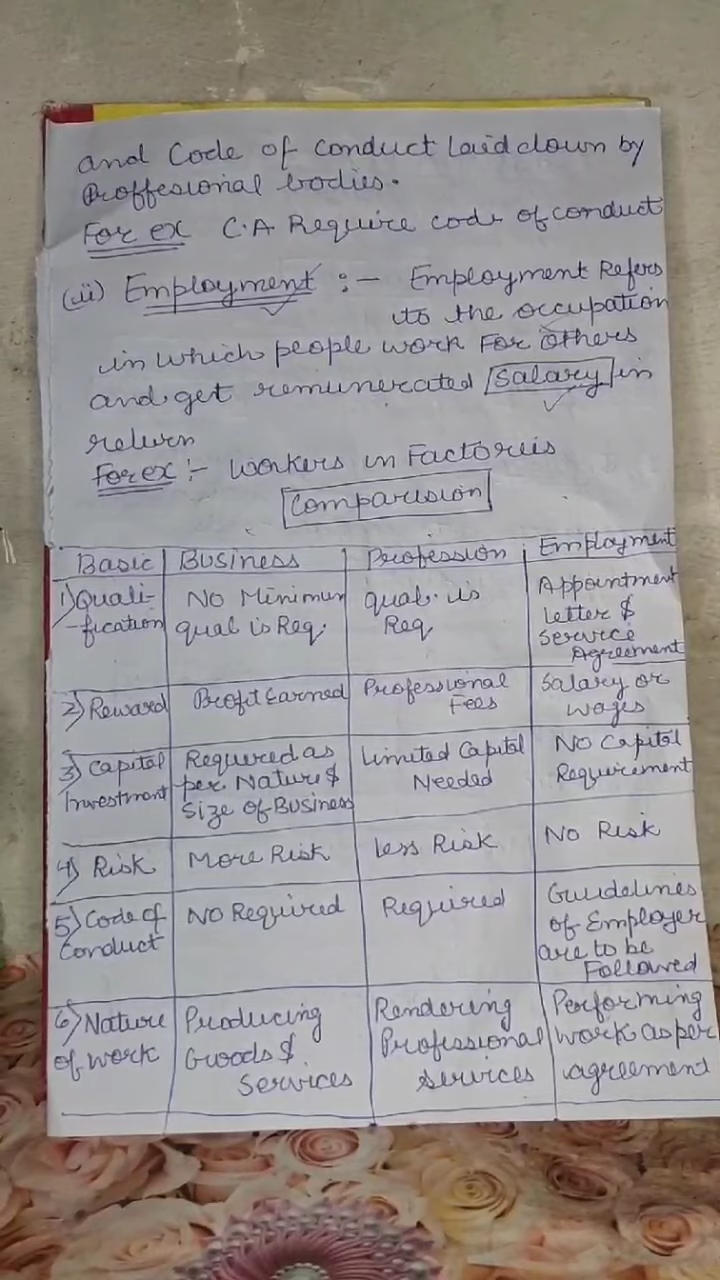 and Code of Conduct laid down by
Proffesional bodies.
For ex C.A Require code of conduct
(iii) Employment :- Employment Refers
to the occupation
in which people work For others
and get remunerated Salary in
return
For ex :- Workers in Factoreis
Comparision
Basic Business Profession Employment
1) Quali-
-fication
No Minimum
qual is Req.
qual. is
Req
Appointment
letter &
Service
Agreement
2) Reward
Profit Earned
Professional
Fees
Salary or
wages
3) Capital
Investment
Required as
per Nature &
Size of Business
Limited Capital
Needed
No Capital
Requirement
4) Risk
More Risk
less Risk
No Risk
5) Code of
Conduct
No Required
Required
Guidelines
of Employer
are to be
Followed
6) Nature
of work
Producing
Goods &
Services
Rendering
Professional
Services
Performing
work as per
agreement